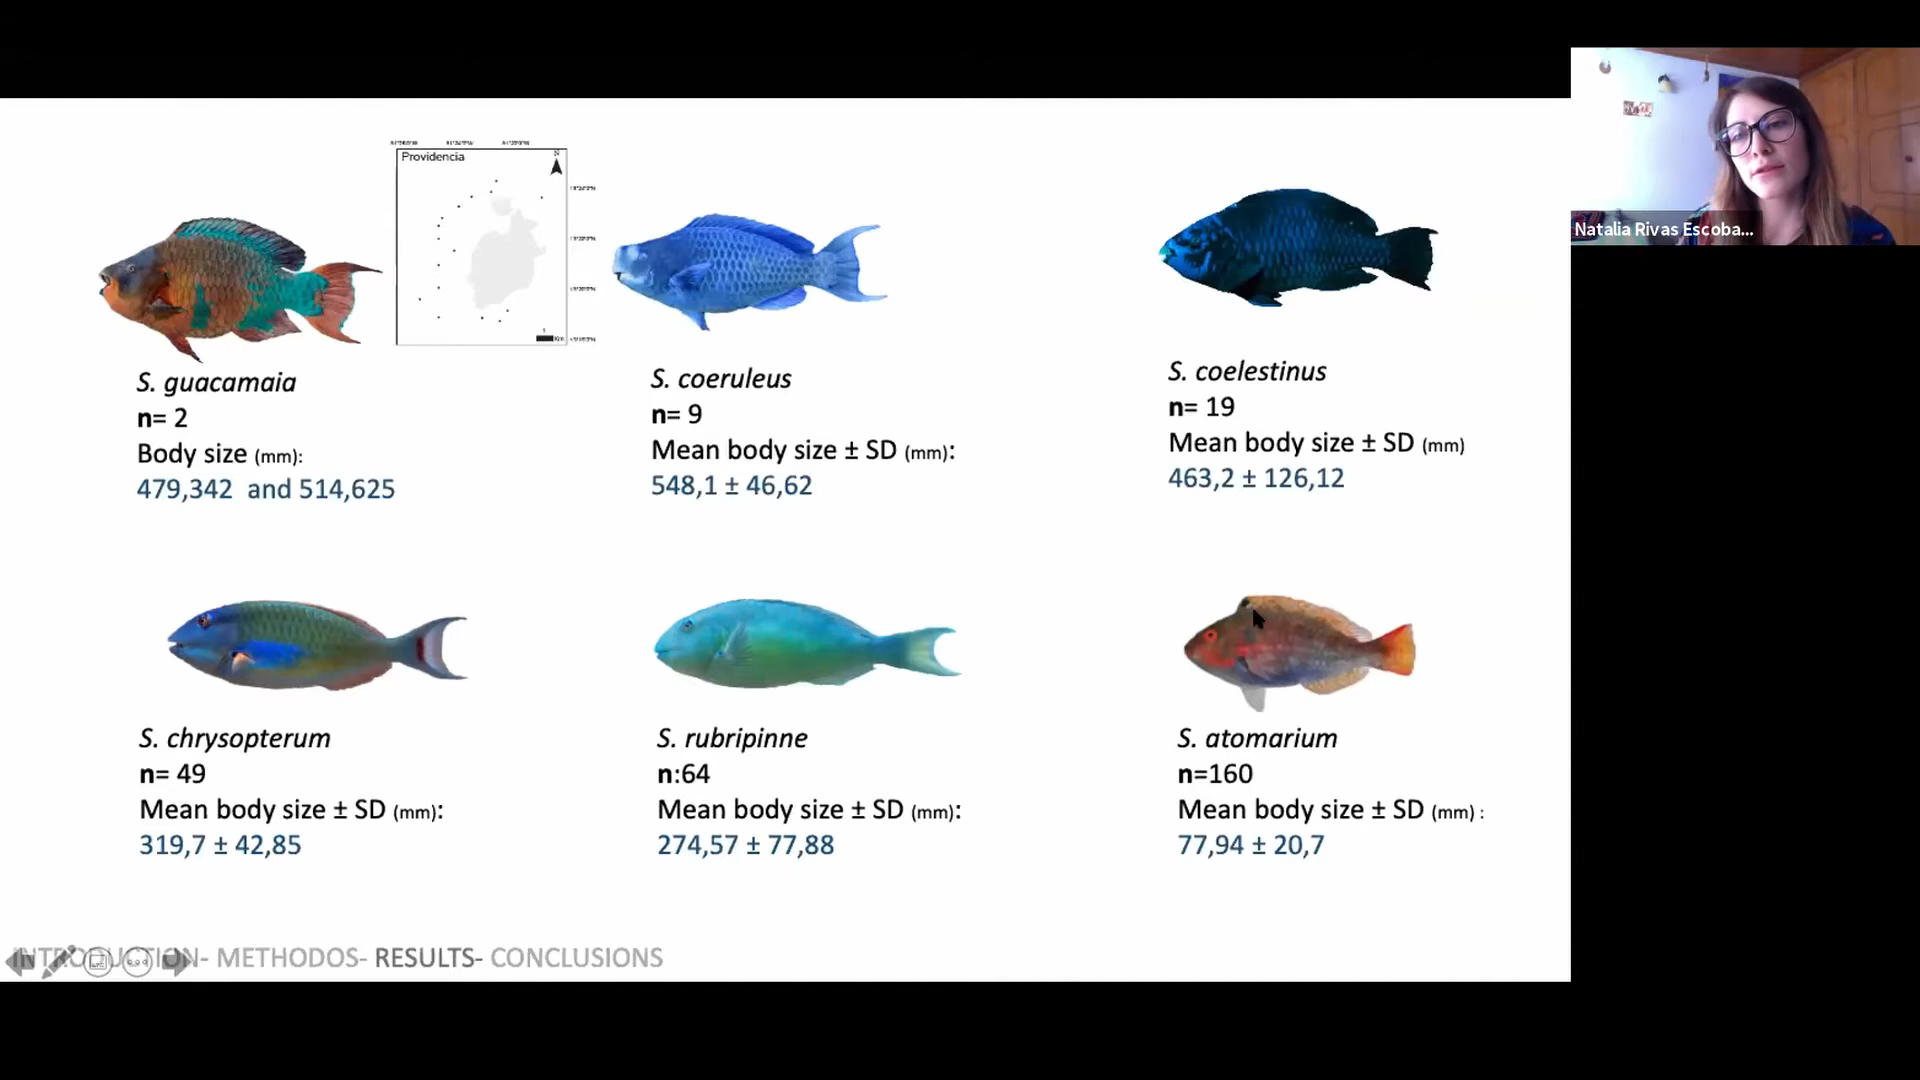 Natalia Rivas Escoba...
Providencia
N
S. guacamaia
n= 2
Body size (mm):
479,342 and 514,625
S. coeruleus
n= 9
Mean body size ± SD (mm):
548,1 ± 46,62
S. coelestinus
n= 19
Mean body size ± SD (mm)
463,2 ± 126,12
S. chrysopterum
n= 49
Mean body size ± SD (mm):
319,7 ± 42,85
S. rubripinne
n:64
Mean body size ± SD (mm):
274,57 ± 77,88
S. atomarium
n=160
Mean body size ± SD (mm) :
77,94 ± 20,7
INTRODUCTION- METHODOS- RESULTS- CONCLUSIONS